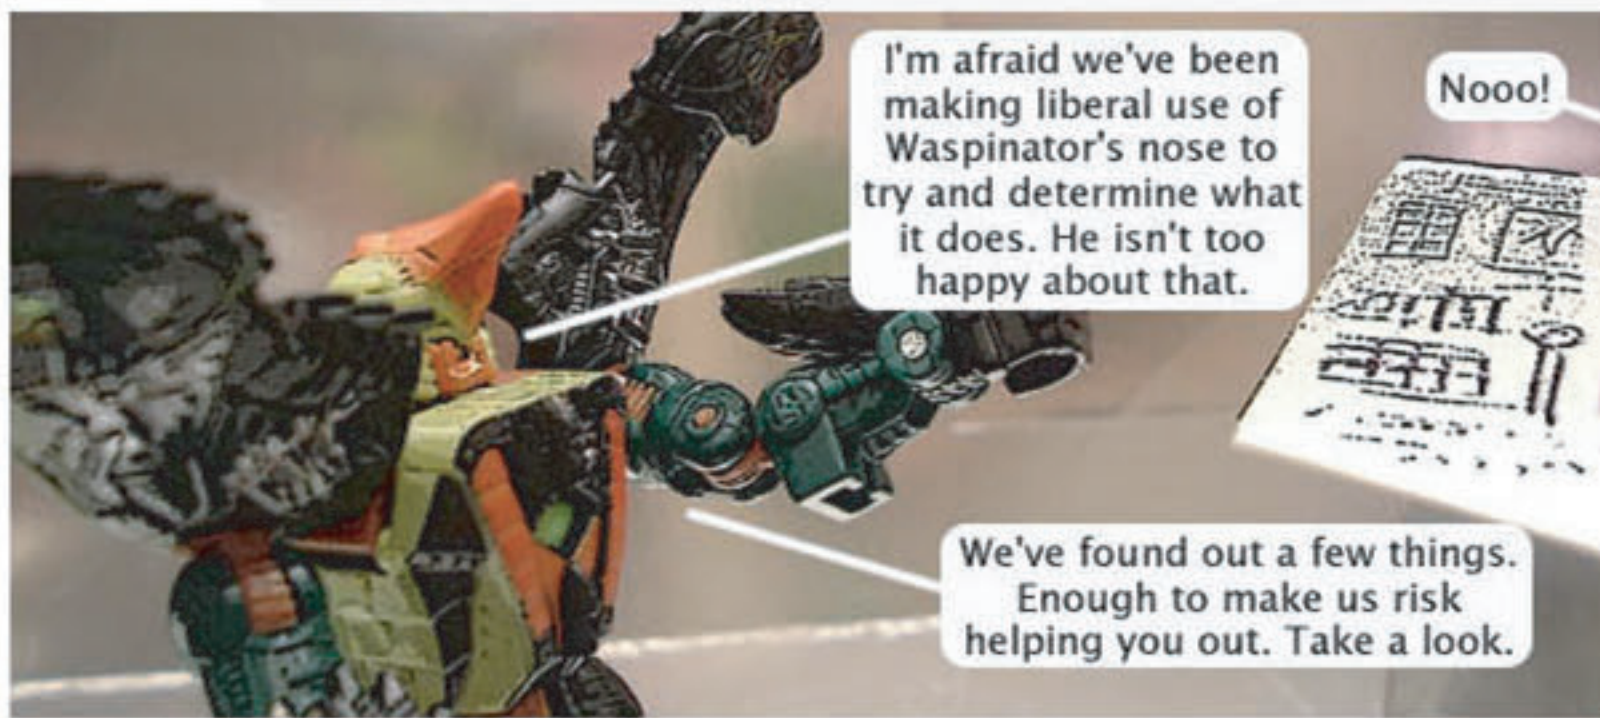 I'm afraid we've been
making liberal use of
Waspinator's nose to
try and determine what
it does. He isn't too
happy about that.
Nooo!
We've found out a few things.
Enough to make us risk
helping you out. Take a look.